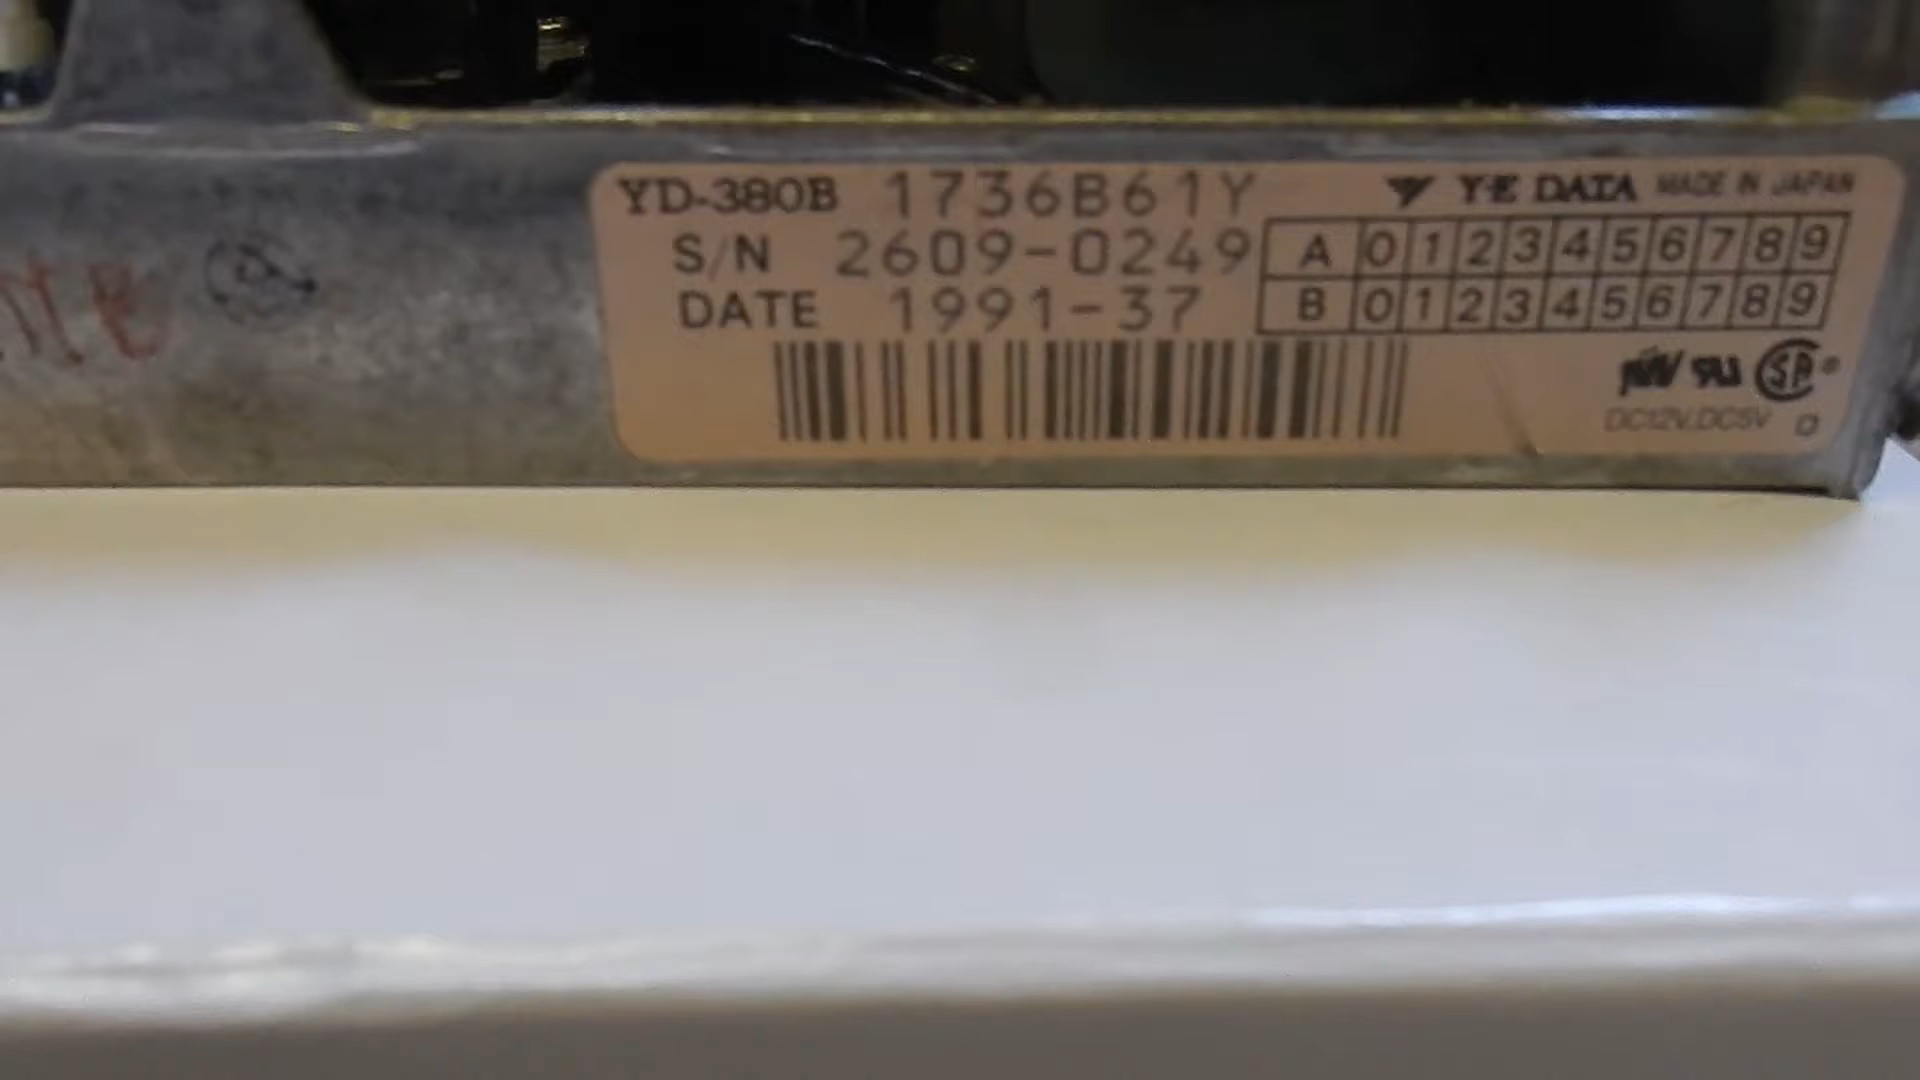 YD-380B 1736B61Y Y-E DATA MADE IN JAPAN
S/N 2609-0249 A 0 1 2 3 4 5 6 7 8 9
DATE 1991-37 B 0 1 2 3 4 5 6 7 8 9
DC12V.DC5V